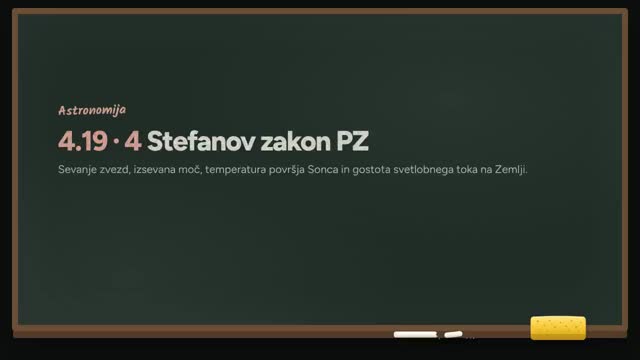 Astronomija
4.19 · 4 Stefanov zakon PZ
Sevanje zvezd, izsevana moč, temperatura površja Sonca in gostota svetlobnega toka na Zemlji.